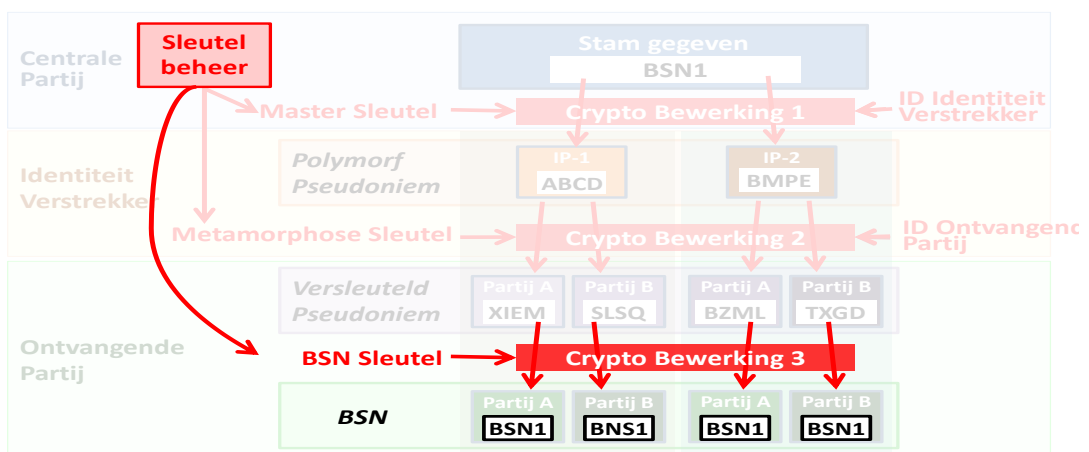 Sleutel
beheer
Centrale
Partij
Stam gegeven
BSN1
Master Sleutel
Crypto Bewerking 1
ID Identiteit
Verstrekker
Identiteit
Verstrekker
Polymorf
Pseudoniem
IP-1
ABCD
IP-2
BMPE
Metamorphose Sleutel
Crypto Bewerking 2
ID Ontvangend
Partij
Ontvangende
Partij
Versleuteld
Pseudoniem
Partij A
XIEM
Partij B
SLSQ
Partij A
BZML
Partij B
TXGD
BSN Sleutel
Crypto Bewerking 3
BSN
Partij A
BSN1
Partij B
BNS1
Partij A
BSN1
Partij B
BSN1